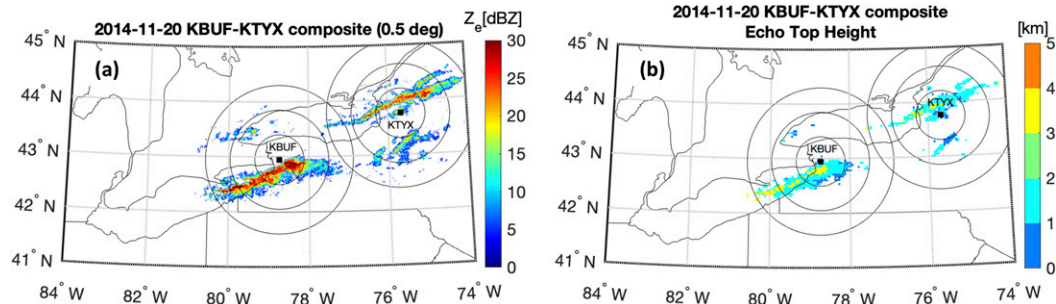 2014-11-20 KBUF-KTYX composite (0.5 deg)
Z_e[dBZ]
(a)
KBUF
KTYX
45° N
44° N
43° N
42° N
41° N
84° W 82° W 80° W 78° W 76° W 74° W
30
25
20
15
10
5
0
2014-11-20 KBUF-KTYX composite
Echo Top Height
[km]
(b)
KBUF
KTYX
45° N
44° N
43° N
42° N
41° N
84° W 82° W 80° W 78° W 76° W 74° W
5
4
3
2
1
0